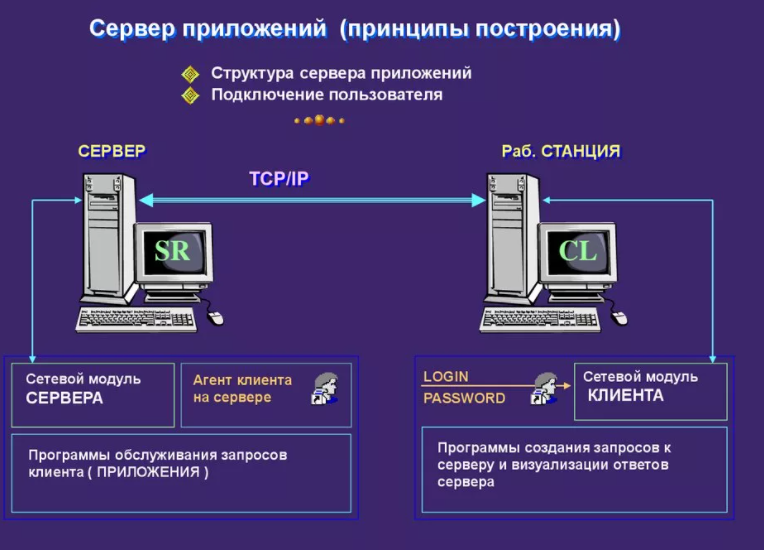 Сервер приложений (принципы построения)
Структура сервера приложений
Подключение пользователя
СЕРВЕР
Раб. СТАНЦИЯ
TCP/IP
SR
CL
Сетевой модуль
СЕРВЕРА
Агент клиента
на сервере
Программы обслуживания запросов
клиента ( ПРИЛОЖЕНИЯ )
LOGIN
PASSWORD
Сетевой модуль
КЛИЕНТА
Программы создания запросов к
серверу и визуализации ответов
сервера